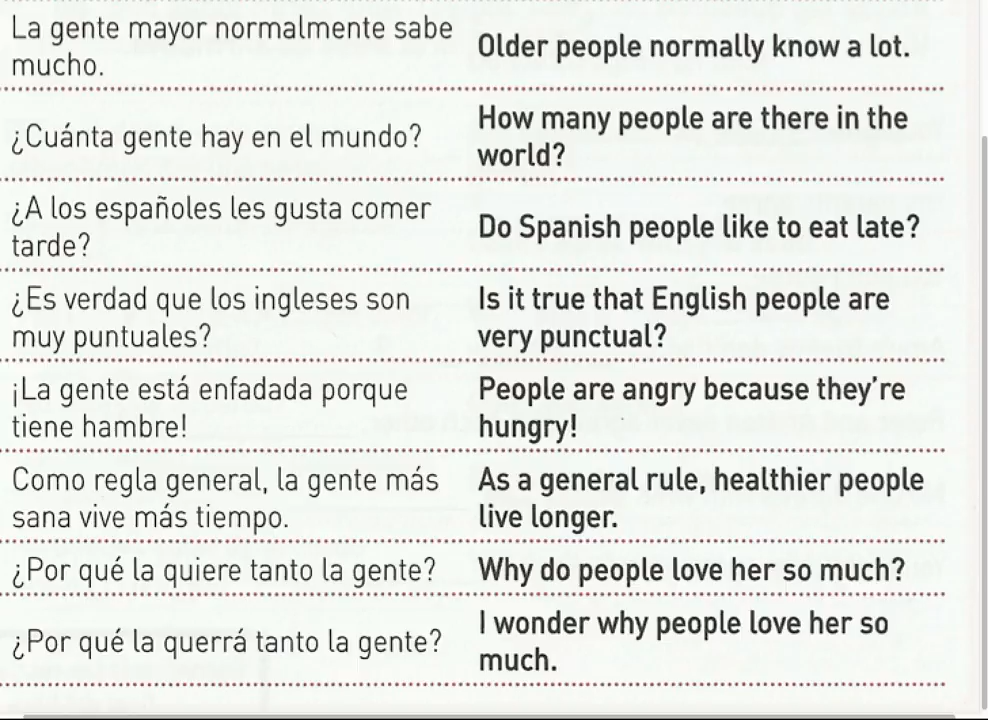 La gente mayor normalmente sabe
mucho.
Older people normally know a lot.
¿Cuánta gente hay en el mundo?
How many people are there in the
world?
¿A los españoles les gusta comer
tarde?
Do Spanish people like to eat late?
¿Es verdad que los ingleses son
muy puntuales?
Is it true that English people are
very punctual?
¡La gente está enfadada porque
tiene hambre!
People are angry because they're
hungry!
Como regla general, la gente más
sana vive más tiempo.
As a general rule, healthier people
live longer.
¿Por qué la quiere tanto la gente?
Why do people love her so much?
¿Por qué la querrá tanto la gente?
I wonder why people love her so
much.